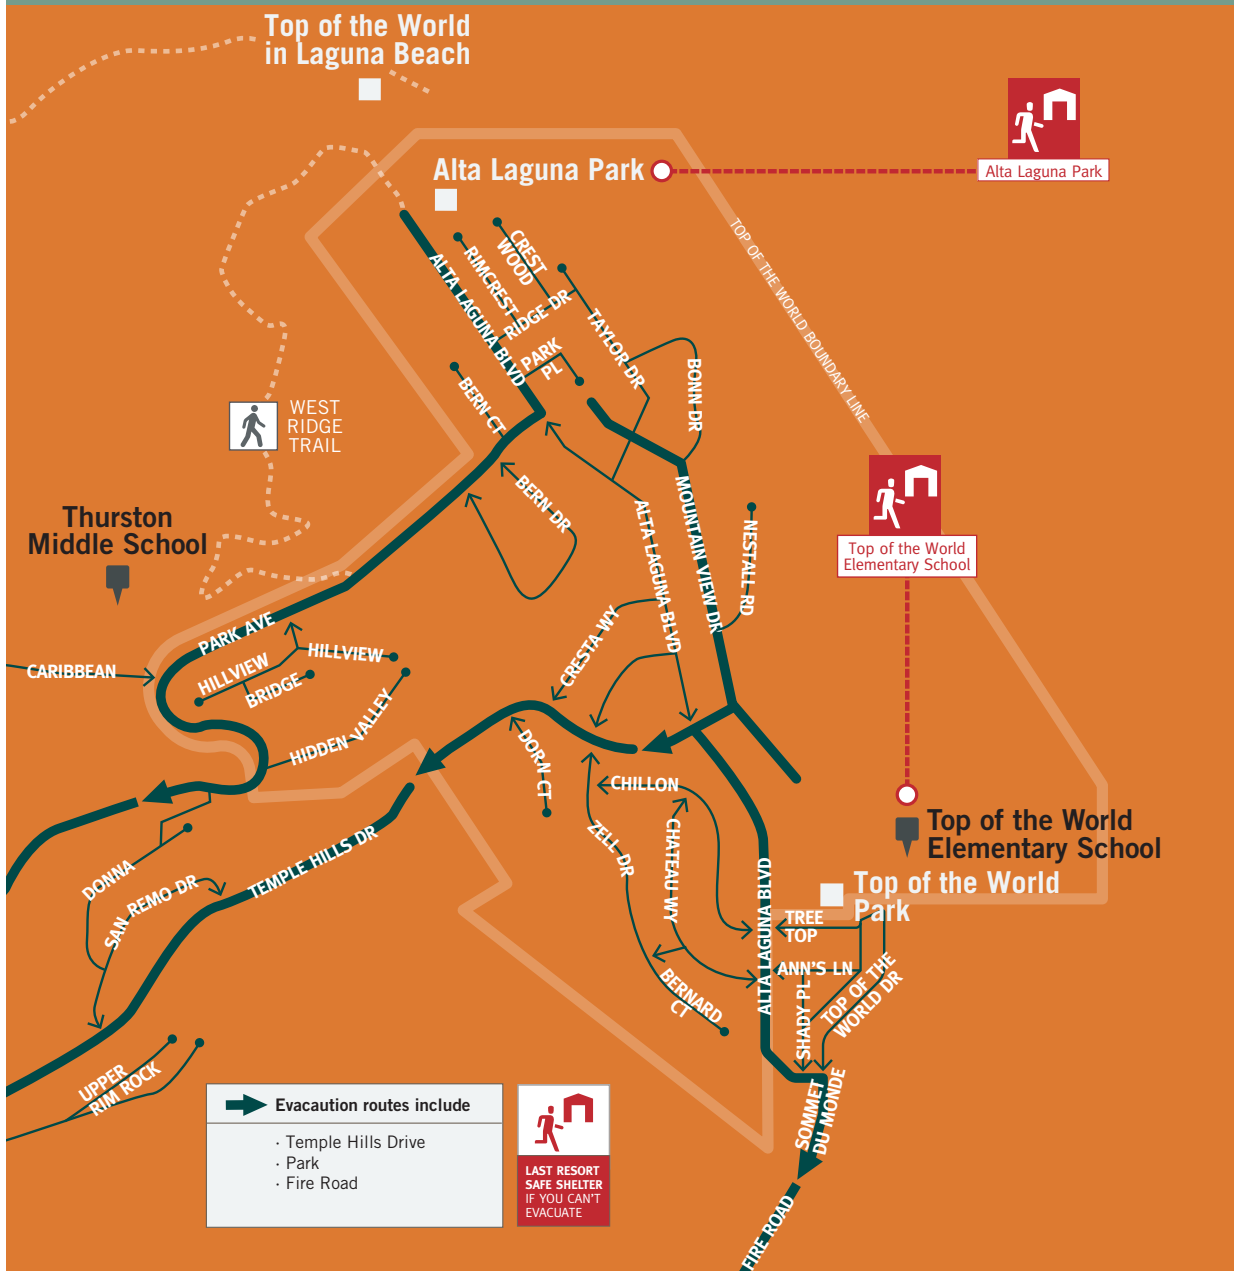 Top of the World
in Laguna Beach
Alta Laguna Park
Alta Laguna Park
TOP OF THE WORLD BOUNDARY LINE
CREST
WOOD
RIMCREST
RIDGE DR
ALTA LAGUNA BLVD
TAYLOR DR
PARK
PL
BONN DR
BERN CT
WEST
RIDGE
TRAIL
BERN DR
MOUNTAIN VIEW DR
ALTA LAGUNA BLVD
NESTALL RD
Top of the World
Elementary School
Thurston
Middle School
PARK AVE
CARIBBEAN
HILLVIEW
HILLVIEW
BRIDGE
HIDDEN VALLEY
CRESTA WY
DORN CT
CHILLON
ZELL DR
CHATEAU WY
TEMPLE HILLS DR
DONNA
SAN REMO DR
Top of the World
Elementary School
Top of the World
Park
ALTA LAGUNA BLVD
TREE
TOP
ANN'S LN
SHADY PL
TOP OF THE
WORLD DR
BERNARD
CT
UPPER
RIM ROCK
SOMMET
DU MONDE
FIRE ROAD
Evacaution routes include
· Temple Hills Drive
· Park
· Fire Road
LAST RESORT
SAFE SHELTER
IF YOU CAN'T
EVACUATE